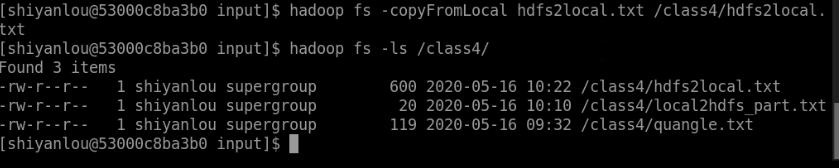 [shiyanlou@53000c8ba3b0 input]$ hadoop fs -copyFromLocal hdfs2local.txt /class4/hdfs2local.
txt
[shiyanlou@53000c8ba3b0 input]$ hadoop fs -ls /class4/
Found 3 items
-rw-r--r--   1 shiyanlou supergroup        600 2020-05-16 10:22 /class4/hdfs2local.txt
-rw-r--r--   1 shiyanlou supergroup         20 2020-05-16 10:10 /class4/local2hdfs_part.txt
-rw-r--r--   1 shiyanlou supergroup        119 2020-05-16 09:32 /class4/quangle.txt
[shiyanlou@53000c8ba3b0 input]$